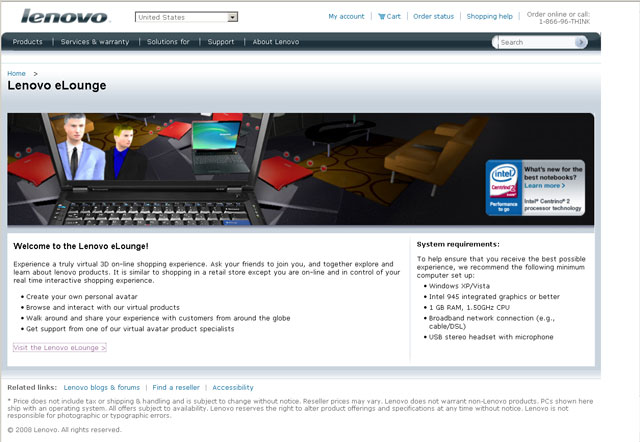 lenovo
United States
My account | Cart | Order status | Shopping help | Order online or call:
1-866-96-THINK
Products | Services & warranty | Solutions for | Support | About Lenovo
Search
Home >
Lenovo eLounge
intel
Centrino 2
inside
Performance
to go
What's new for the
best notebooks?
Learn more >
Intel® Centrino® 2
processor technology
Welcome to the Lenovo eLounge!
Experience a truly virtual 3D on-line shopping experience. Ask your friends to join you, and together explore and
learn about lenovo products. It is similar to shopping in a retail store except you are on-line and in control of your
real time interactive shopping experience.
• Create your own personal avatar
• Browse and interact with our virtual products
• Walk around and share your experience with customers from around the globe
• Get support from one of our virtual avatar product specialists
Visit the Lenovo eLounge >
System requirements:
To help ensure that you receive the best possible
experience, we recommend the following minimum
computer set up:
• Windows XP/Vista
• Intel 945 integrated graphics or better
• 1 GB RAM, 1.50GHz CPU
• Broadband network connection (e.g.,
cable/DSL)
• USB stereo headset with microphone
Related links: Lenovo blogs & forums | Find a reseller | Accessibility
* Price does not include tax or shipping & handling and is subject to change without notice. Reseller prices may vary. Lenovo does not warrant non-Lenovo products. PCs shown here
ship with an operating system. All offers subject to availability. Lenovo reserves the right to alter product offerings and specifications at any time without notice. Lenovo is not
responsible for photographic or typographic errors.
© 2008 Lenovo. All rights reserved.